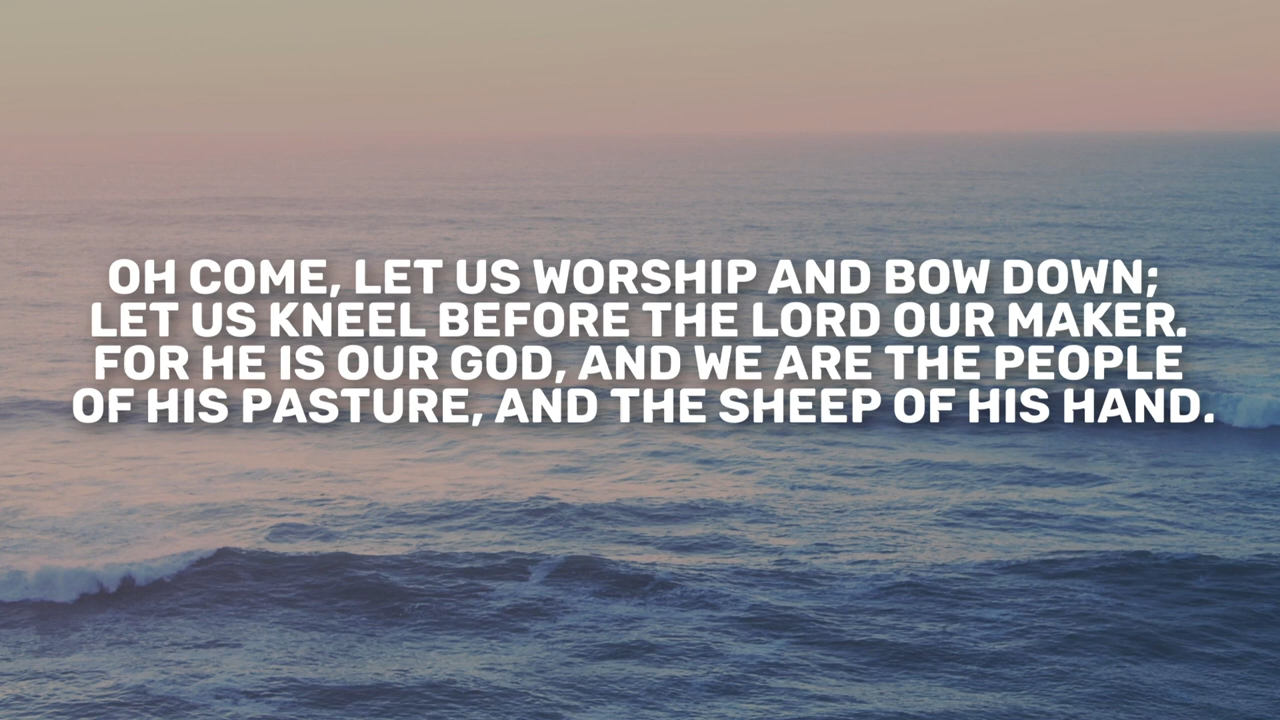 OH COME, LET US WORSHIP AND BOW DOWN;
LET US KNEEL BEFORE THE LORD OUR MAKER.
FOR HE IS OUR GOD, AND WE ARE THE PEOPLE
OF HIS PASTURE, AND THE SHEEP OF HIS HAND.